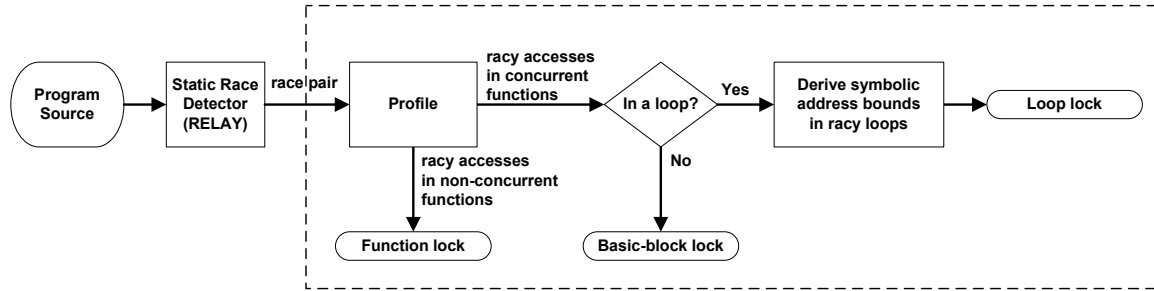 Program
Source
Static Race
Detector
(RELAY)
race pair
Profile
racy accesses
in concurrent
functions
In a loop?
Yes
Derive symbolic
address bounds
in racy loops
Loop lock
racy accesses
in non-concurrent
functions
No
Function lock
Basic-block lock